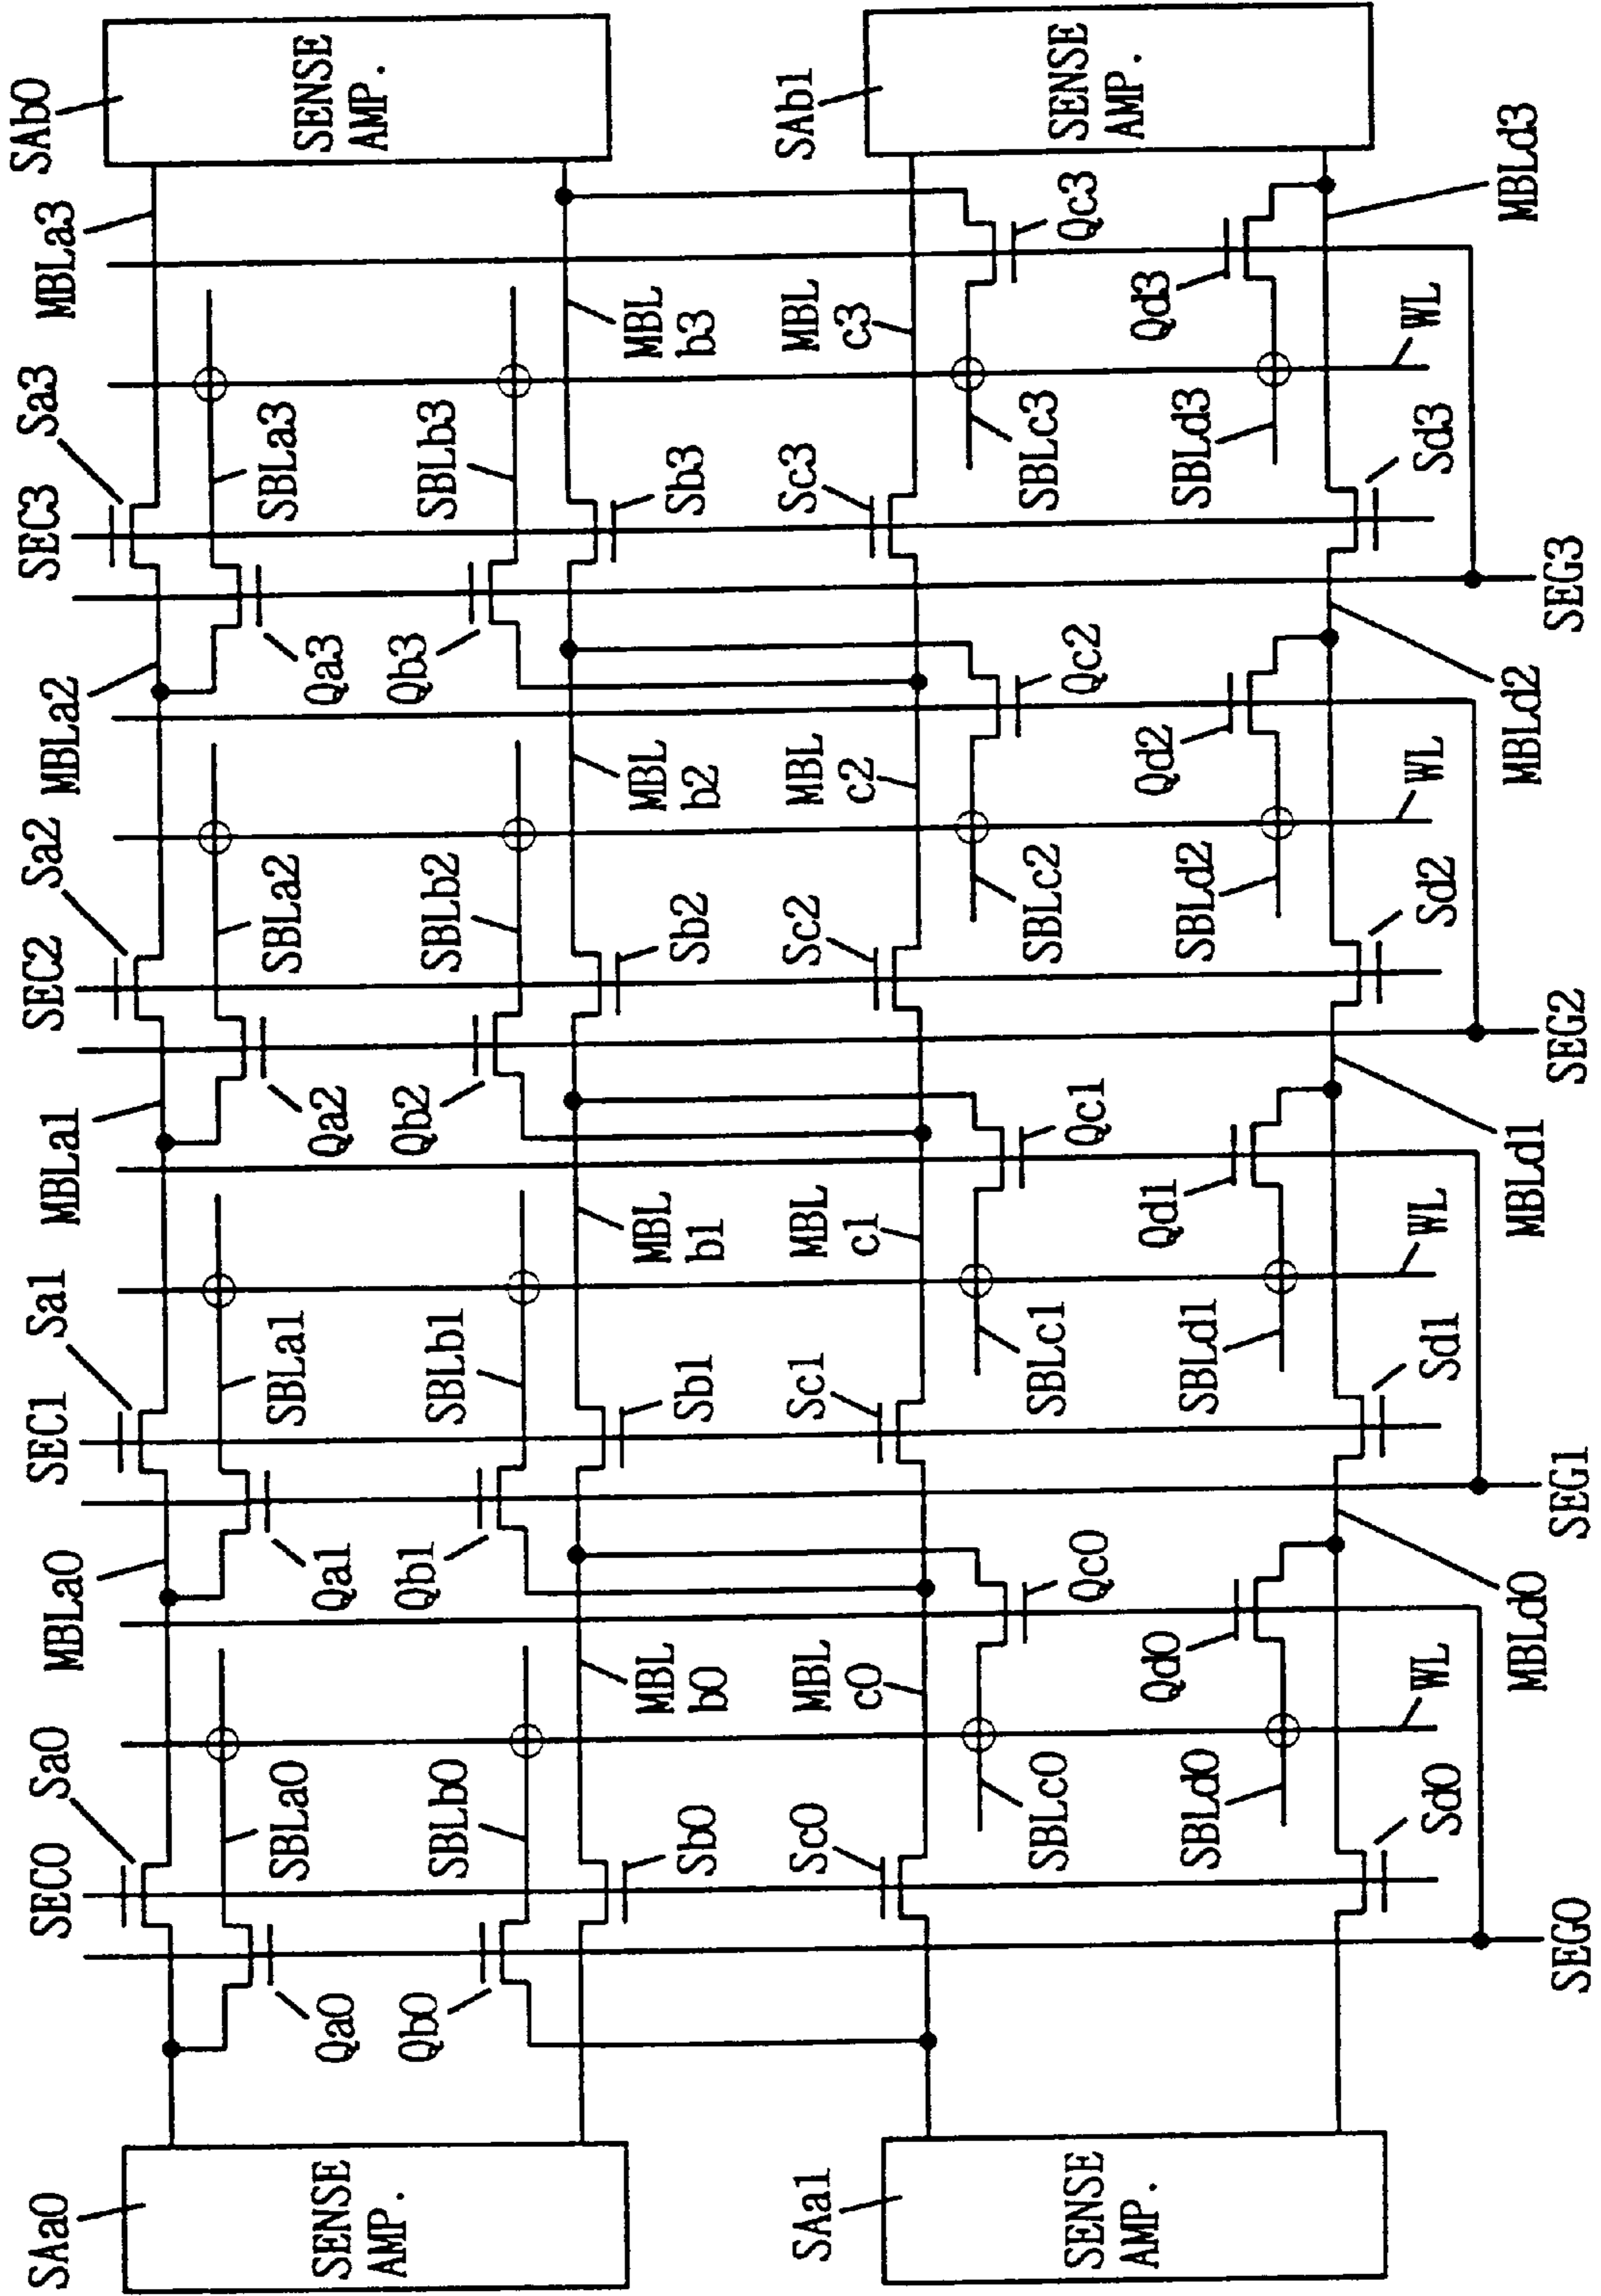 SAa0
SENSE
AMP.
SAa1
SENSE
AMP.
SAb0
SENSE
AMP.
SAb1
SENSE
AMP.
SEC0
Sa0
MBLa0
SEC1
Sa1
MBLa1
SEC2
Sa2
MBLa2
SEC3
Sa3
MBLa3
SBLa0
SBLa1
SBLa2
SBLa3
Qa0
Qa1
Qa2
Qa3
Qb0
SBLb0
Qb1
SBLb1
Qb2
SBLb2
Qb3
SBLb3
Sb0
MBL
b0
Sb1
MBL
b1
Sb2
MBL
b2
Sb3
MBL
b3
Sc0
MBL
c0
Sc1
MBL
c1
Sc2
MBL
c2
Sc3
MBL
c3
SBLc0
Qc0
SBLc1
Qc1
SBLc2
Qc2
SBLc3
Qc3
SBLd0
Qd0
SBLd1
Qd1
SBLd2
Qd2
SBLd3
Qd3
Sd0
WL
Sd1
WL
Sd2
WL
Sd3
WL
MBLd0
MBLd1
MBLd2
MBLd3
SEG0
SEG1
SEG2
SEG3